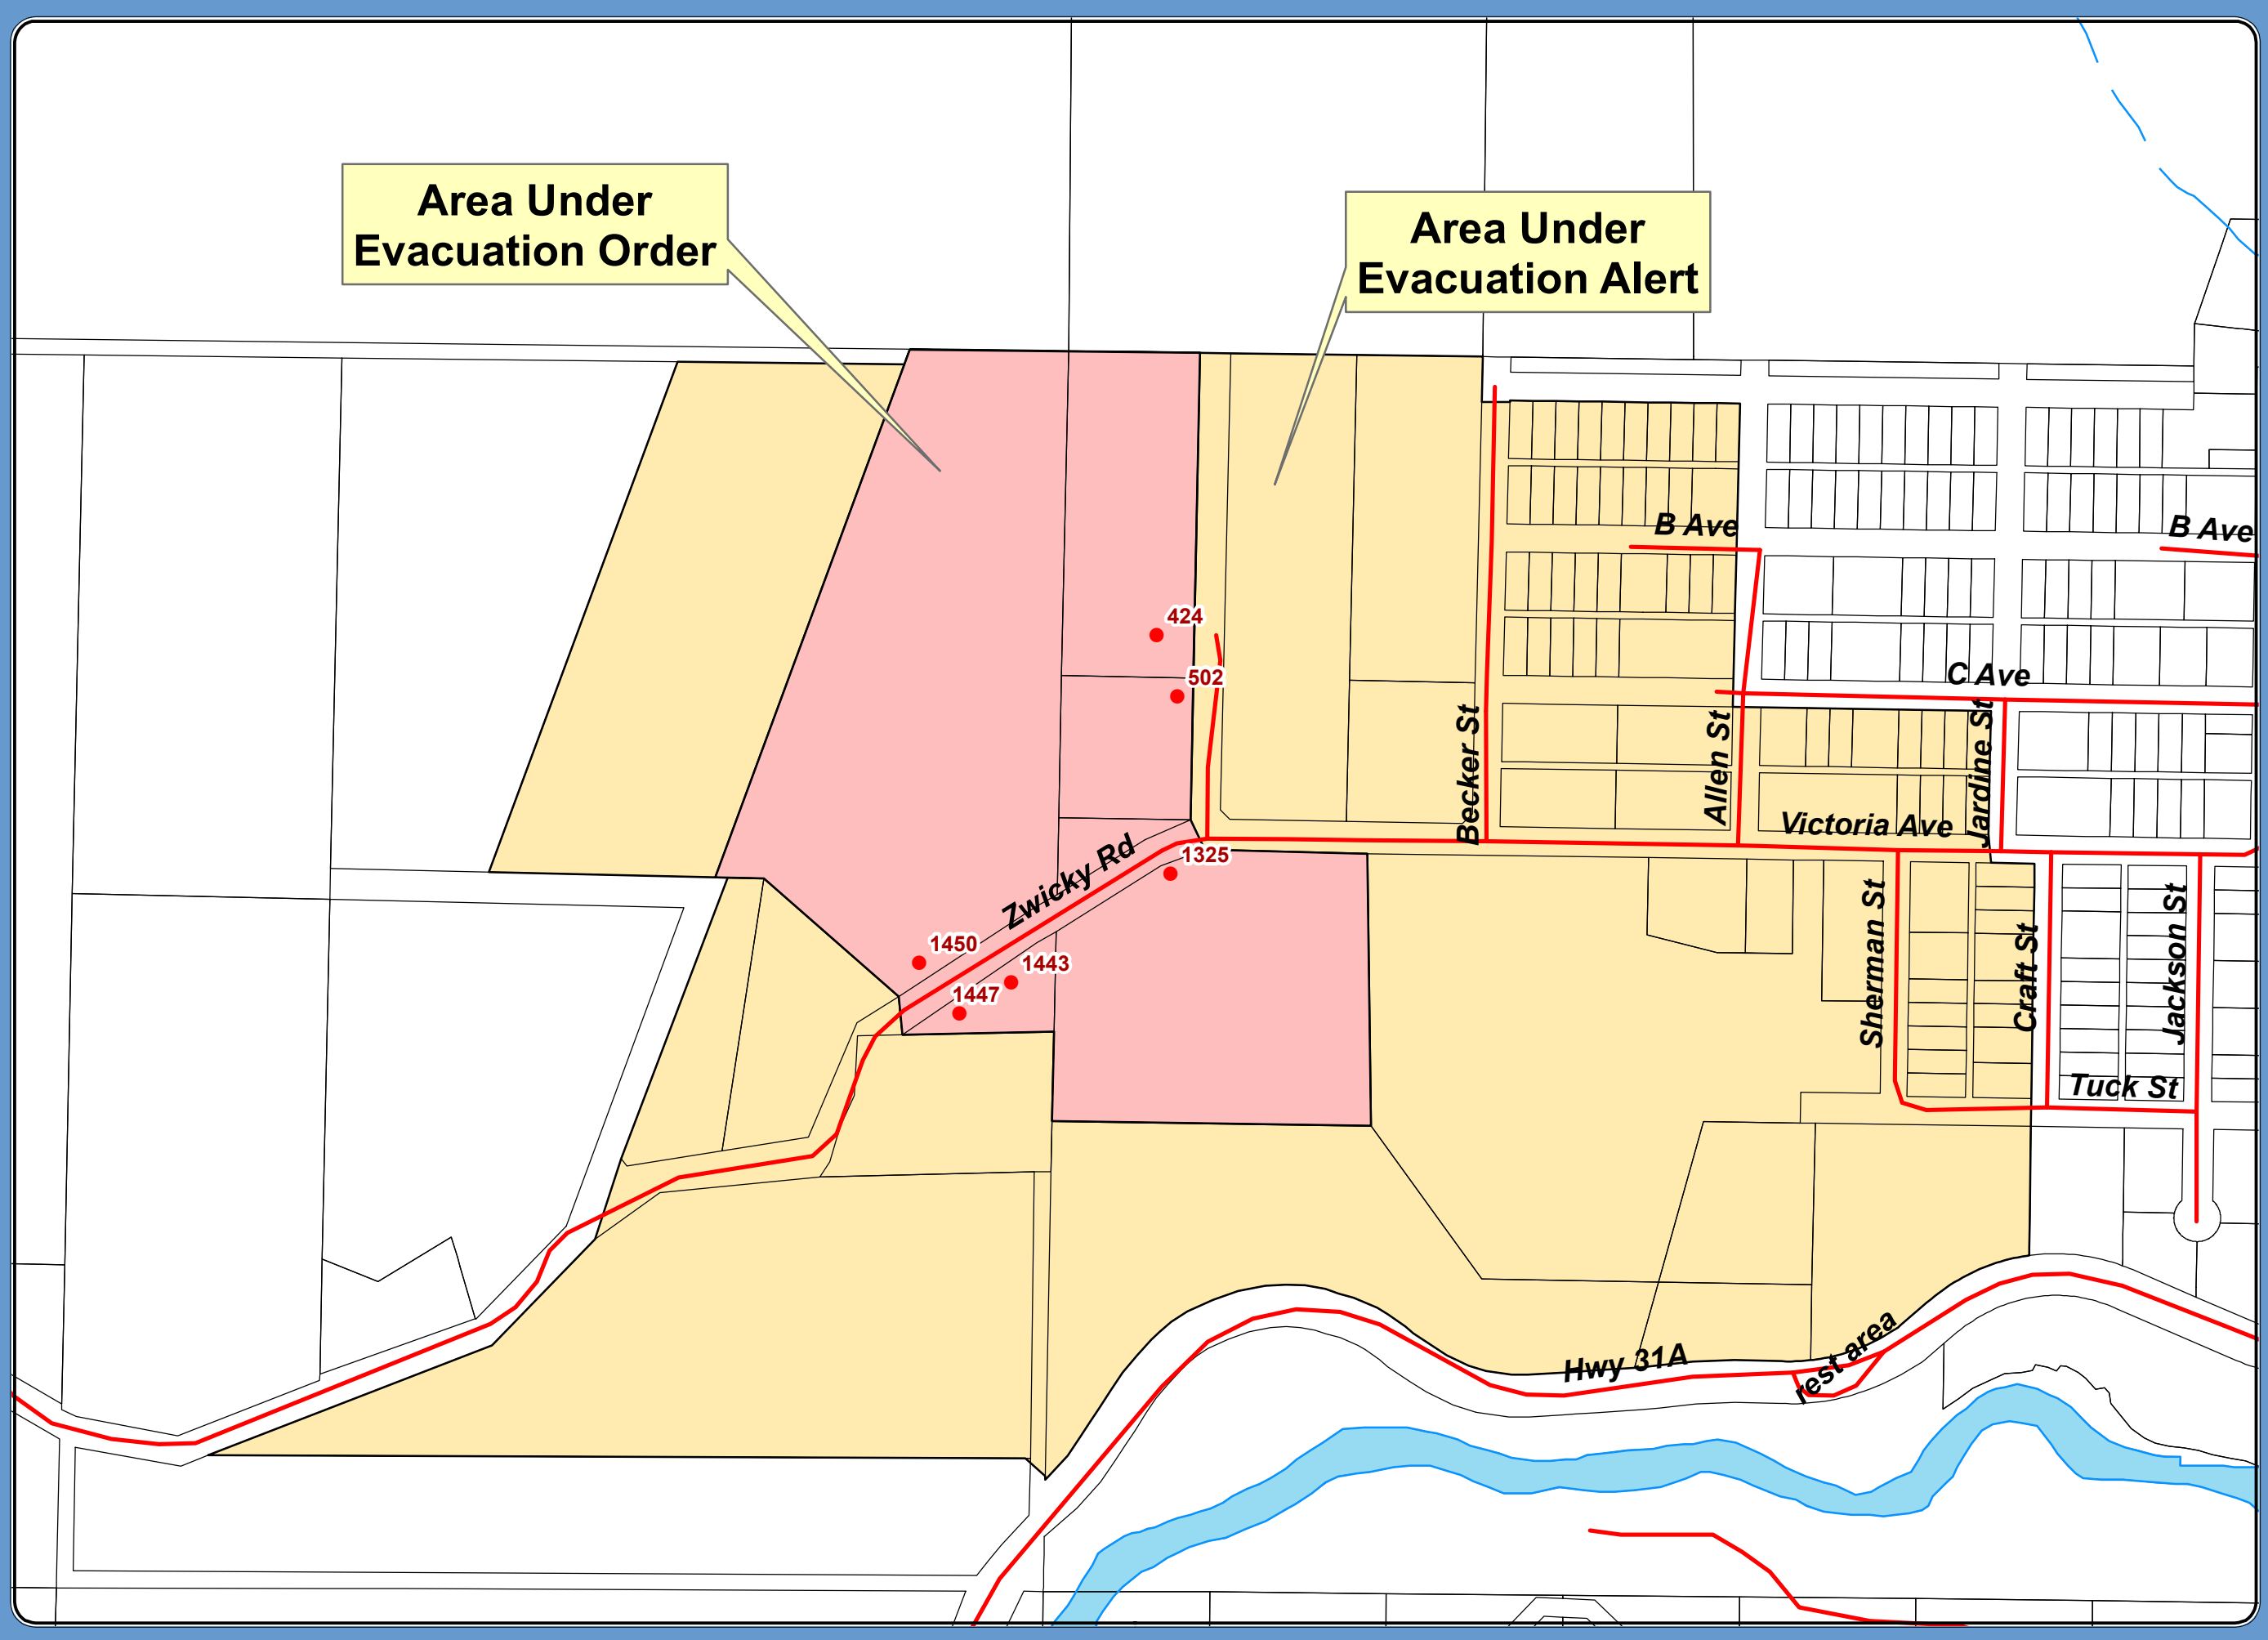 Area Under
Evacuation Order
Area Under
Evacuation Alert
B Ave
B Ave
424
502
C Ave
Becker St
Allen St
Jardine St
Victoria Ave
Zwicky Rd
1325
1450
1443
1447
Sherman St
Craft St
Jackson St
Tuck St
Hwy 31A
rest area